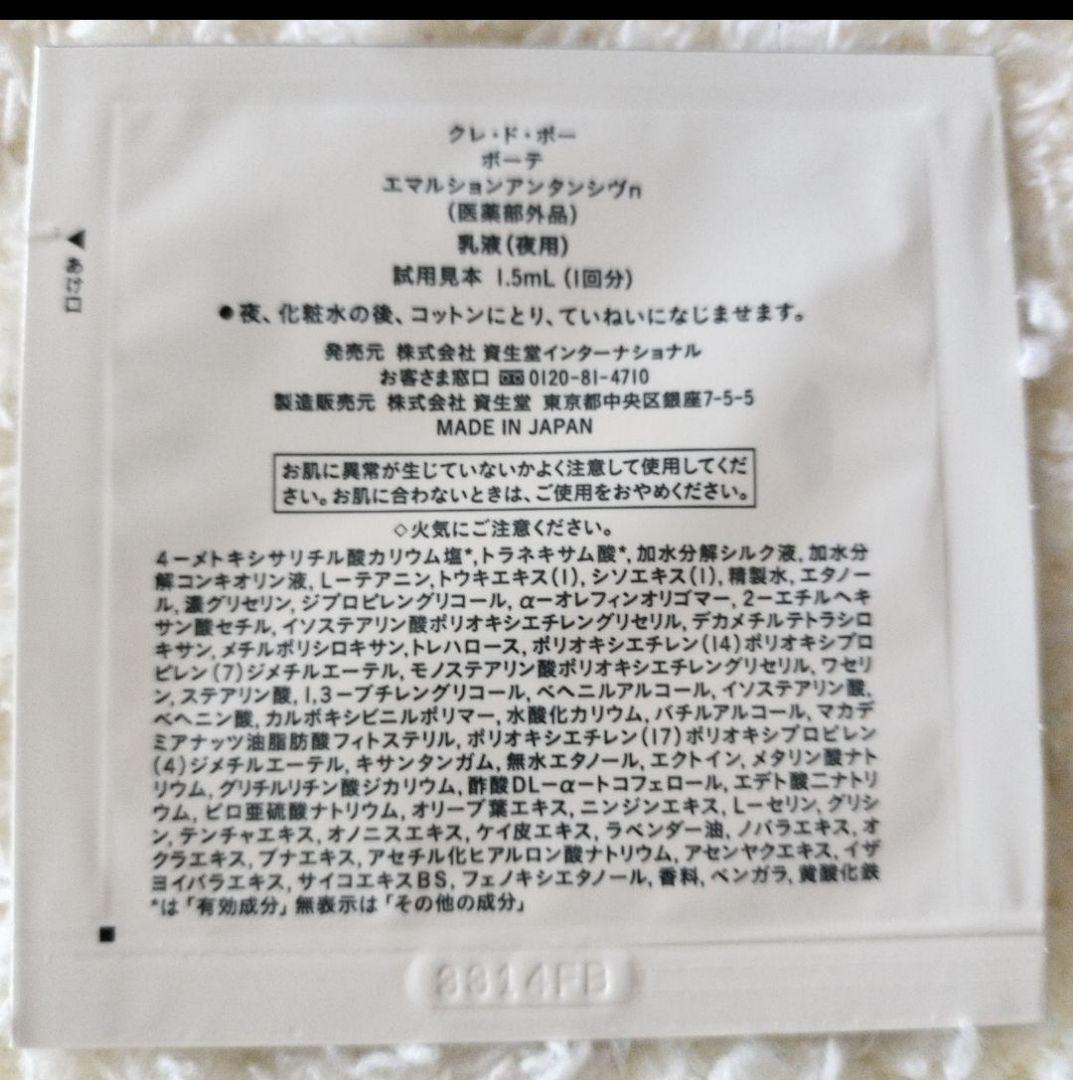 クレ・ド・ポー
ボーテ
エマルションアンタンシヴn
(医薬部外品)
乳液(夜用)
試用見本 1.5mL (1回分)
●夜、化粧水の後、コットンにとり、ていねいになじませます。
発売元 株式会社 資生堂インターナショナル
お客さま窓口 0120-81-4710
製造販売元 株式会社 資生堂 東京都中央区銀座7-5-5
MADE IN JAPAN
お肌に異常が生じていないかよく注意して使用してくだ
さい。お肌に合わないときは、ご使用をおやめください。
◇火気にご注意ください。
4-メトキシサリチル酸カリウム塩*,トラネキサム酸*,加水分解シルク液,加水分
解コンキオリン液,L-テアニン,トウキエキス(1),シソエキス(1),精製水,エタノー
ル,濃グリセリン,ジプロピレングリコール,α-オレフィンオリゴマー,2-エチルヘキ
サン酸セチル,イソステアリン酸ポリオキシエチレングリセリル,デカメチルテトラシロ
キサン,メチルポリシロキサン,トレハロース,ポリオキシエチレン(14)ポリオキシプロ
ピレン(7)ジメチルエーテル,モノステアリン酸ポリオキシエチレングリセリル,ワセリ
ン,ステアリン酸,1,3-ブチレングリコール,ベヘニルアルコール,イソステアリン酸,
ベヘニン酸,カルボキシビニルポリマー,水酸化カリウム,バチルアルコール,マカデ
ミアナッツ油脂肪酸フィトステリル,ポリオキシエチレン(17)ポリオキシプロピレン
(4)ジメチルエーテル,キサンタンガム,無水エタノール,エクトイン,メタリン酸ナト
リウム,グリチルリチン酸ジカリウム,酢酸DL-α-トコフェロール,エデト酸二ナトリ
ウム,ピロ亜硫酸ナトリウム,オリーブ葉エキス,ニンジンエキス,L-セリン,グリシ
ン,テンチャエキス,オノニスエキス,ケイ皮エキス,ラベンダー油,ノバラエキス,オ
クラエキス,ブナエキス,アセチル化ヒアルロン酸ナトリウム,アセンヤクエキス,イザ
ヨイバラエキス,サイコエキスBS,フェノキシエタノール,香料,ベンガラ,黄酸化鉄
*は「有効成分」無表示は「その他の成分」
◀あけ口
3314FB